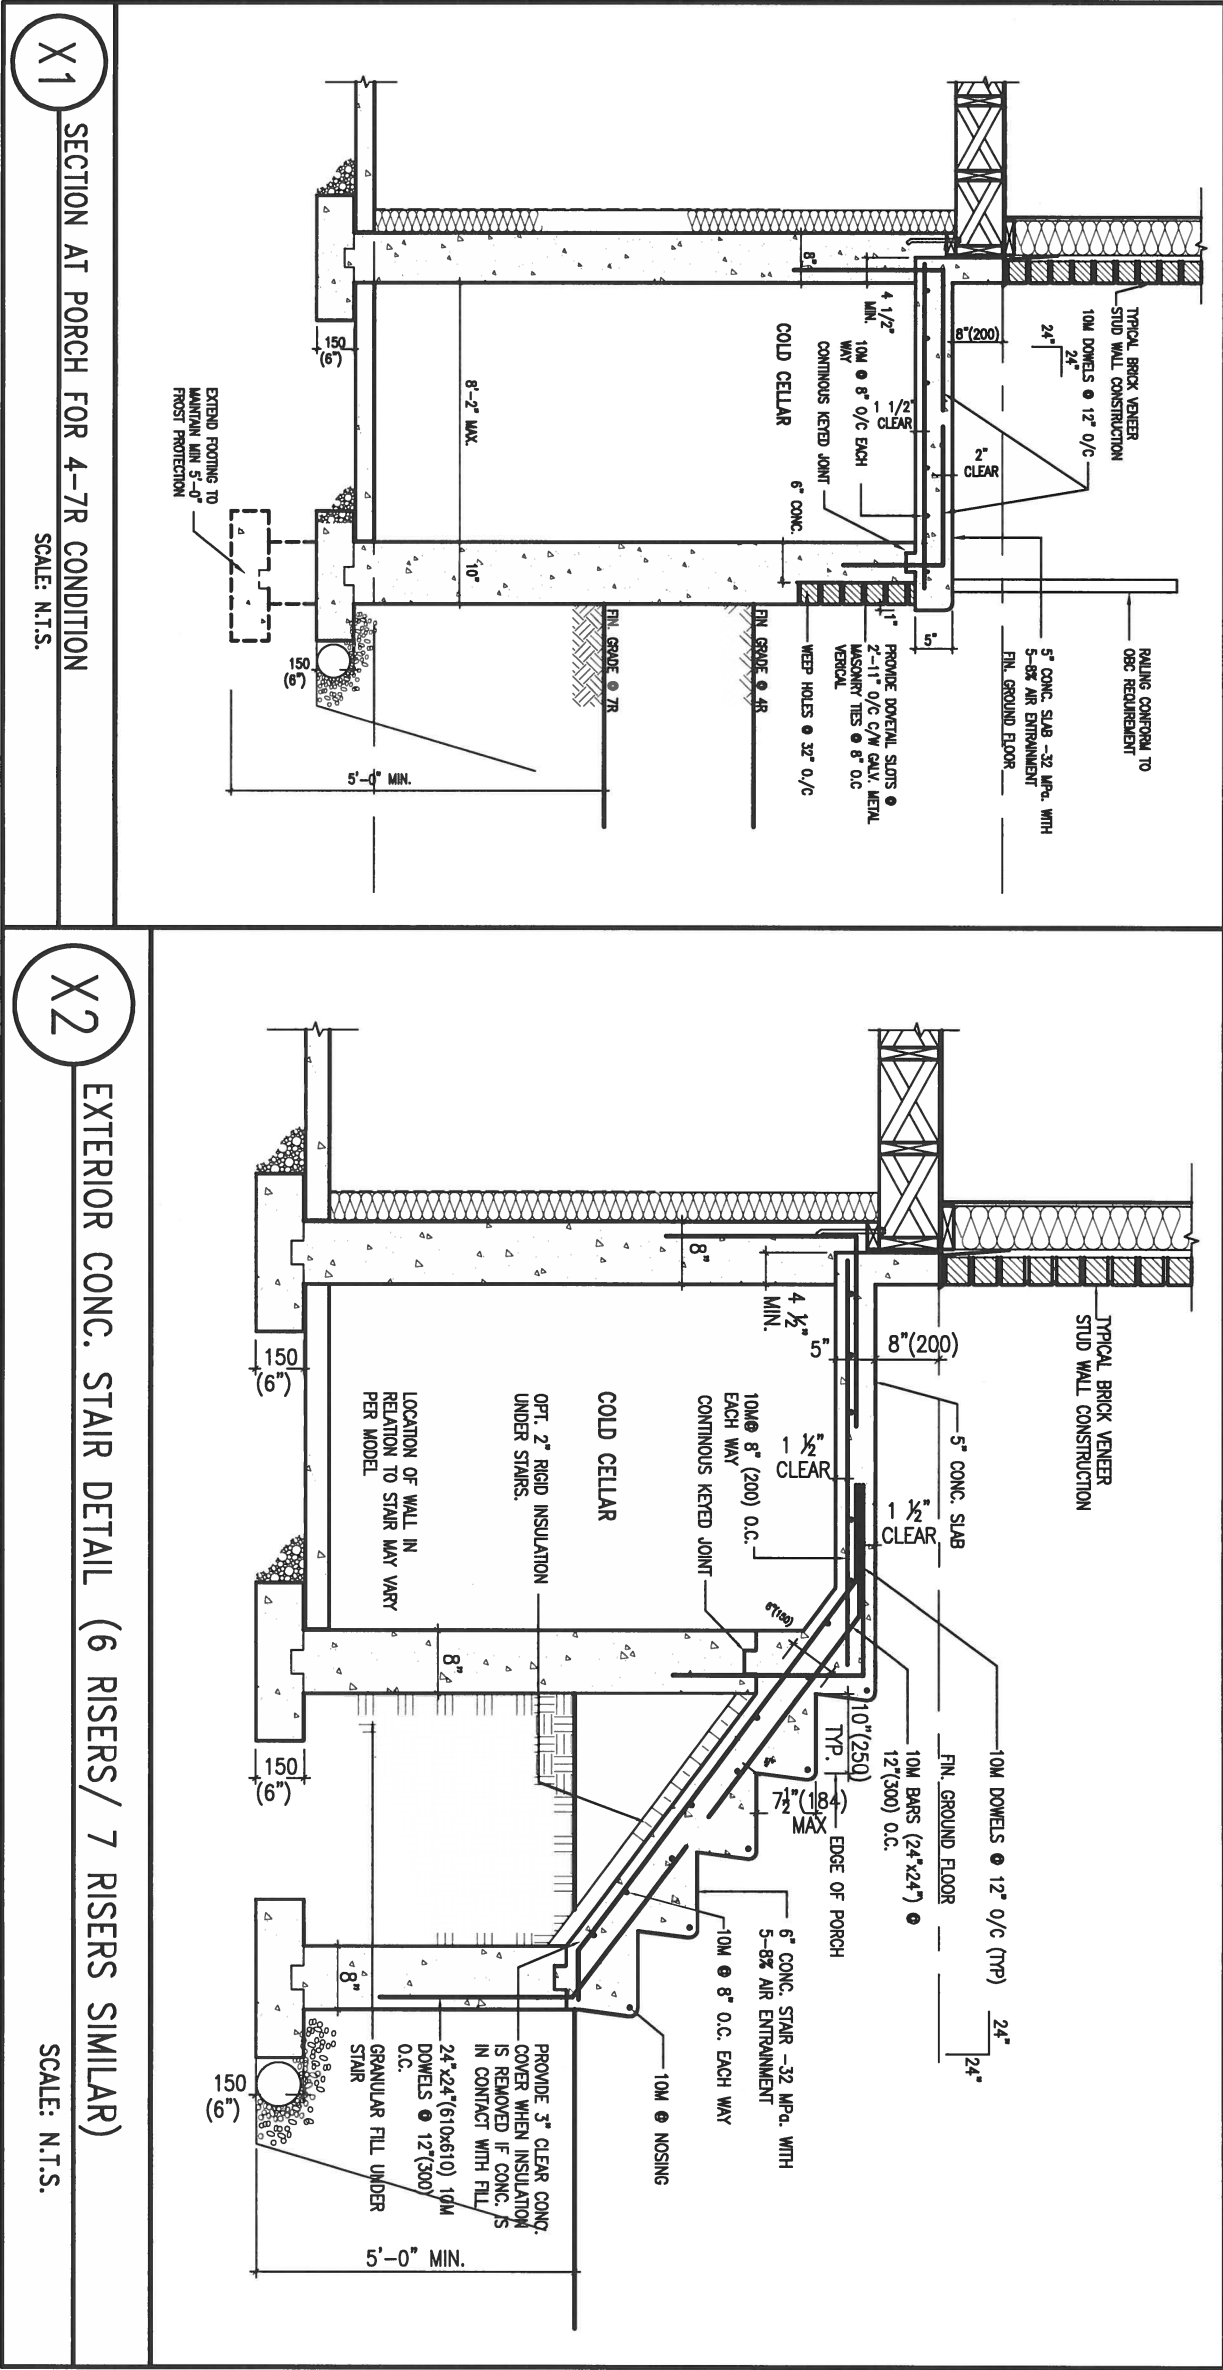 TYPICAL BRICK VENEER
STUD WALL CONSTRUCTION
10M DOWELS @ 12" O/C
24"
24"
8"(200)
RAILING CONFORM TO
OBC REQUIREMENT
5" CONC. SLAB -32 MPa. WITH
5-8% AIR ENTRAINMENT
FIN. GROUND FLOOR
2"
CLEAR
1 1/2"
CLEAR
5"
8"
4 1/2"
MIN.
10M @ 8" O/C EACH
WAY
CONTINOUS KEYED JOINT
COLD CELLAR
6" CONC.
1"
PROVIDE DOVETAIL SLOTS @
2'-11" O/C C/W GALV. METAL
MASONRY TIES @ 8" O.C
VERICAL
WEEP HOLES @ 32" O./C
FIN. GRADE @ 4R
FIN. GRADE @ 7R
8'-2" MAX.
10"
150
(6")
150
(6")
5'-0" MIN.
EXTEND FOOTING TO
MAINTAIN MIN 5'-0"
FROST PROTECTION
X1
SECTION AT PORCH FOR 4-7R CONDITION
SCALE: N.T.S.
TYPICAL BRICK VENEER
STUD WALL CONSTRUCTION
8"(200)
5" CONC. SLAB
10M DOWELS @ 12" O/C (TYP)
24"
24"
FIN. GROUND FLOOR
10M BARS (24"x24") @
12"(300) O.C.
1 ½"
CLEAR
5"
8"
4 ½"
MIN.
1 ½"
CLEAR
10M@ 8" (200) O.C.
EACH WAY
CONTINOUS KEYED JOINT
6"(150)
10"(250)
TYP.
EDGE OF PORCH
7½"(184)
MAX
6" CONC. STAIR -32 MPa. WITH
5-8% AIR ENTRAINMENT
10M @ 8" O.C. EACH WAY
10M @ NOSING
COLD CELLAR
OPT. 2" RIGID INSULATION
UNDER STAIRS.
LOCATION OF WALL IN
RELATION TO STAIR MAY VARY
PER MODEL
8"
8"
PROVIDE 3" CLEAR CONC.
COVER WHEN INSULATION
IS REMOVED IF CONC. IS
IN CONTACT WITH FILL
24"x24"(610x610) 10M
DOWELS @ 12"(300)
O.C.
GRANULAR FILL UNDER
STAIR
150
(6")
150
(6")
150
(6")
5'-0" MIN.
X2
EXTERIOR CONC. STAIR DETAIL (6 RISERS/ 7 RISERS SIMILAR)
SCALE: N.T.S.